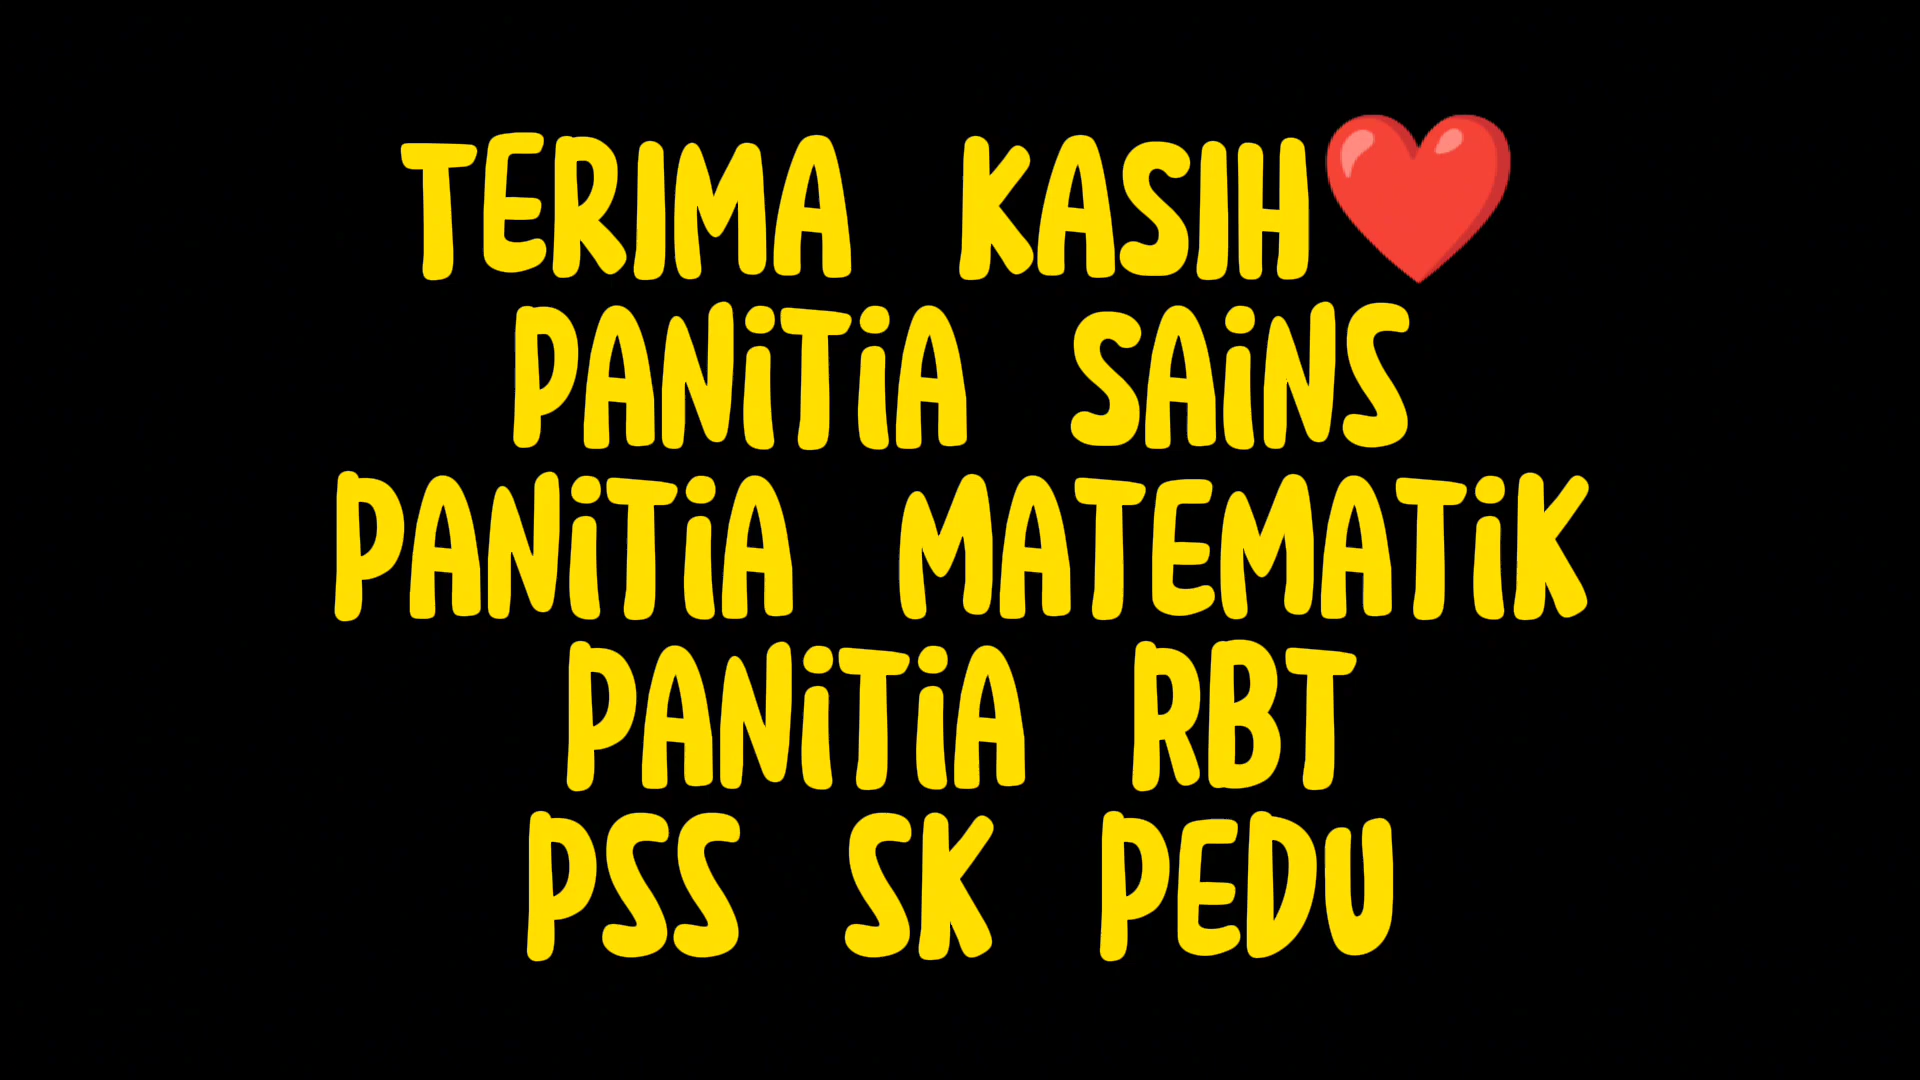 TERIMA KASIH❤️
PANITIA SAINS
PANITIA MATEMATIK
PANITIA RBT
PSS SK PEDU